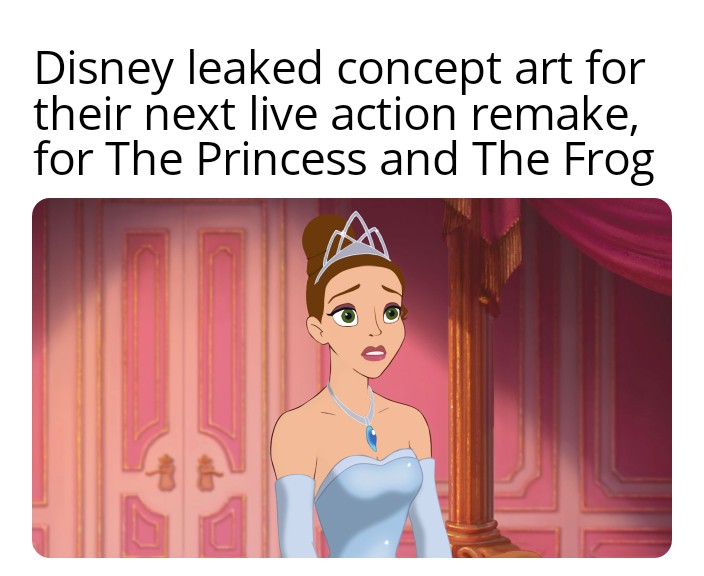 Disney leaked concept art for
their next live action remake,
for The Princess and The Frog